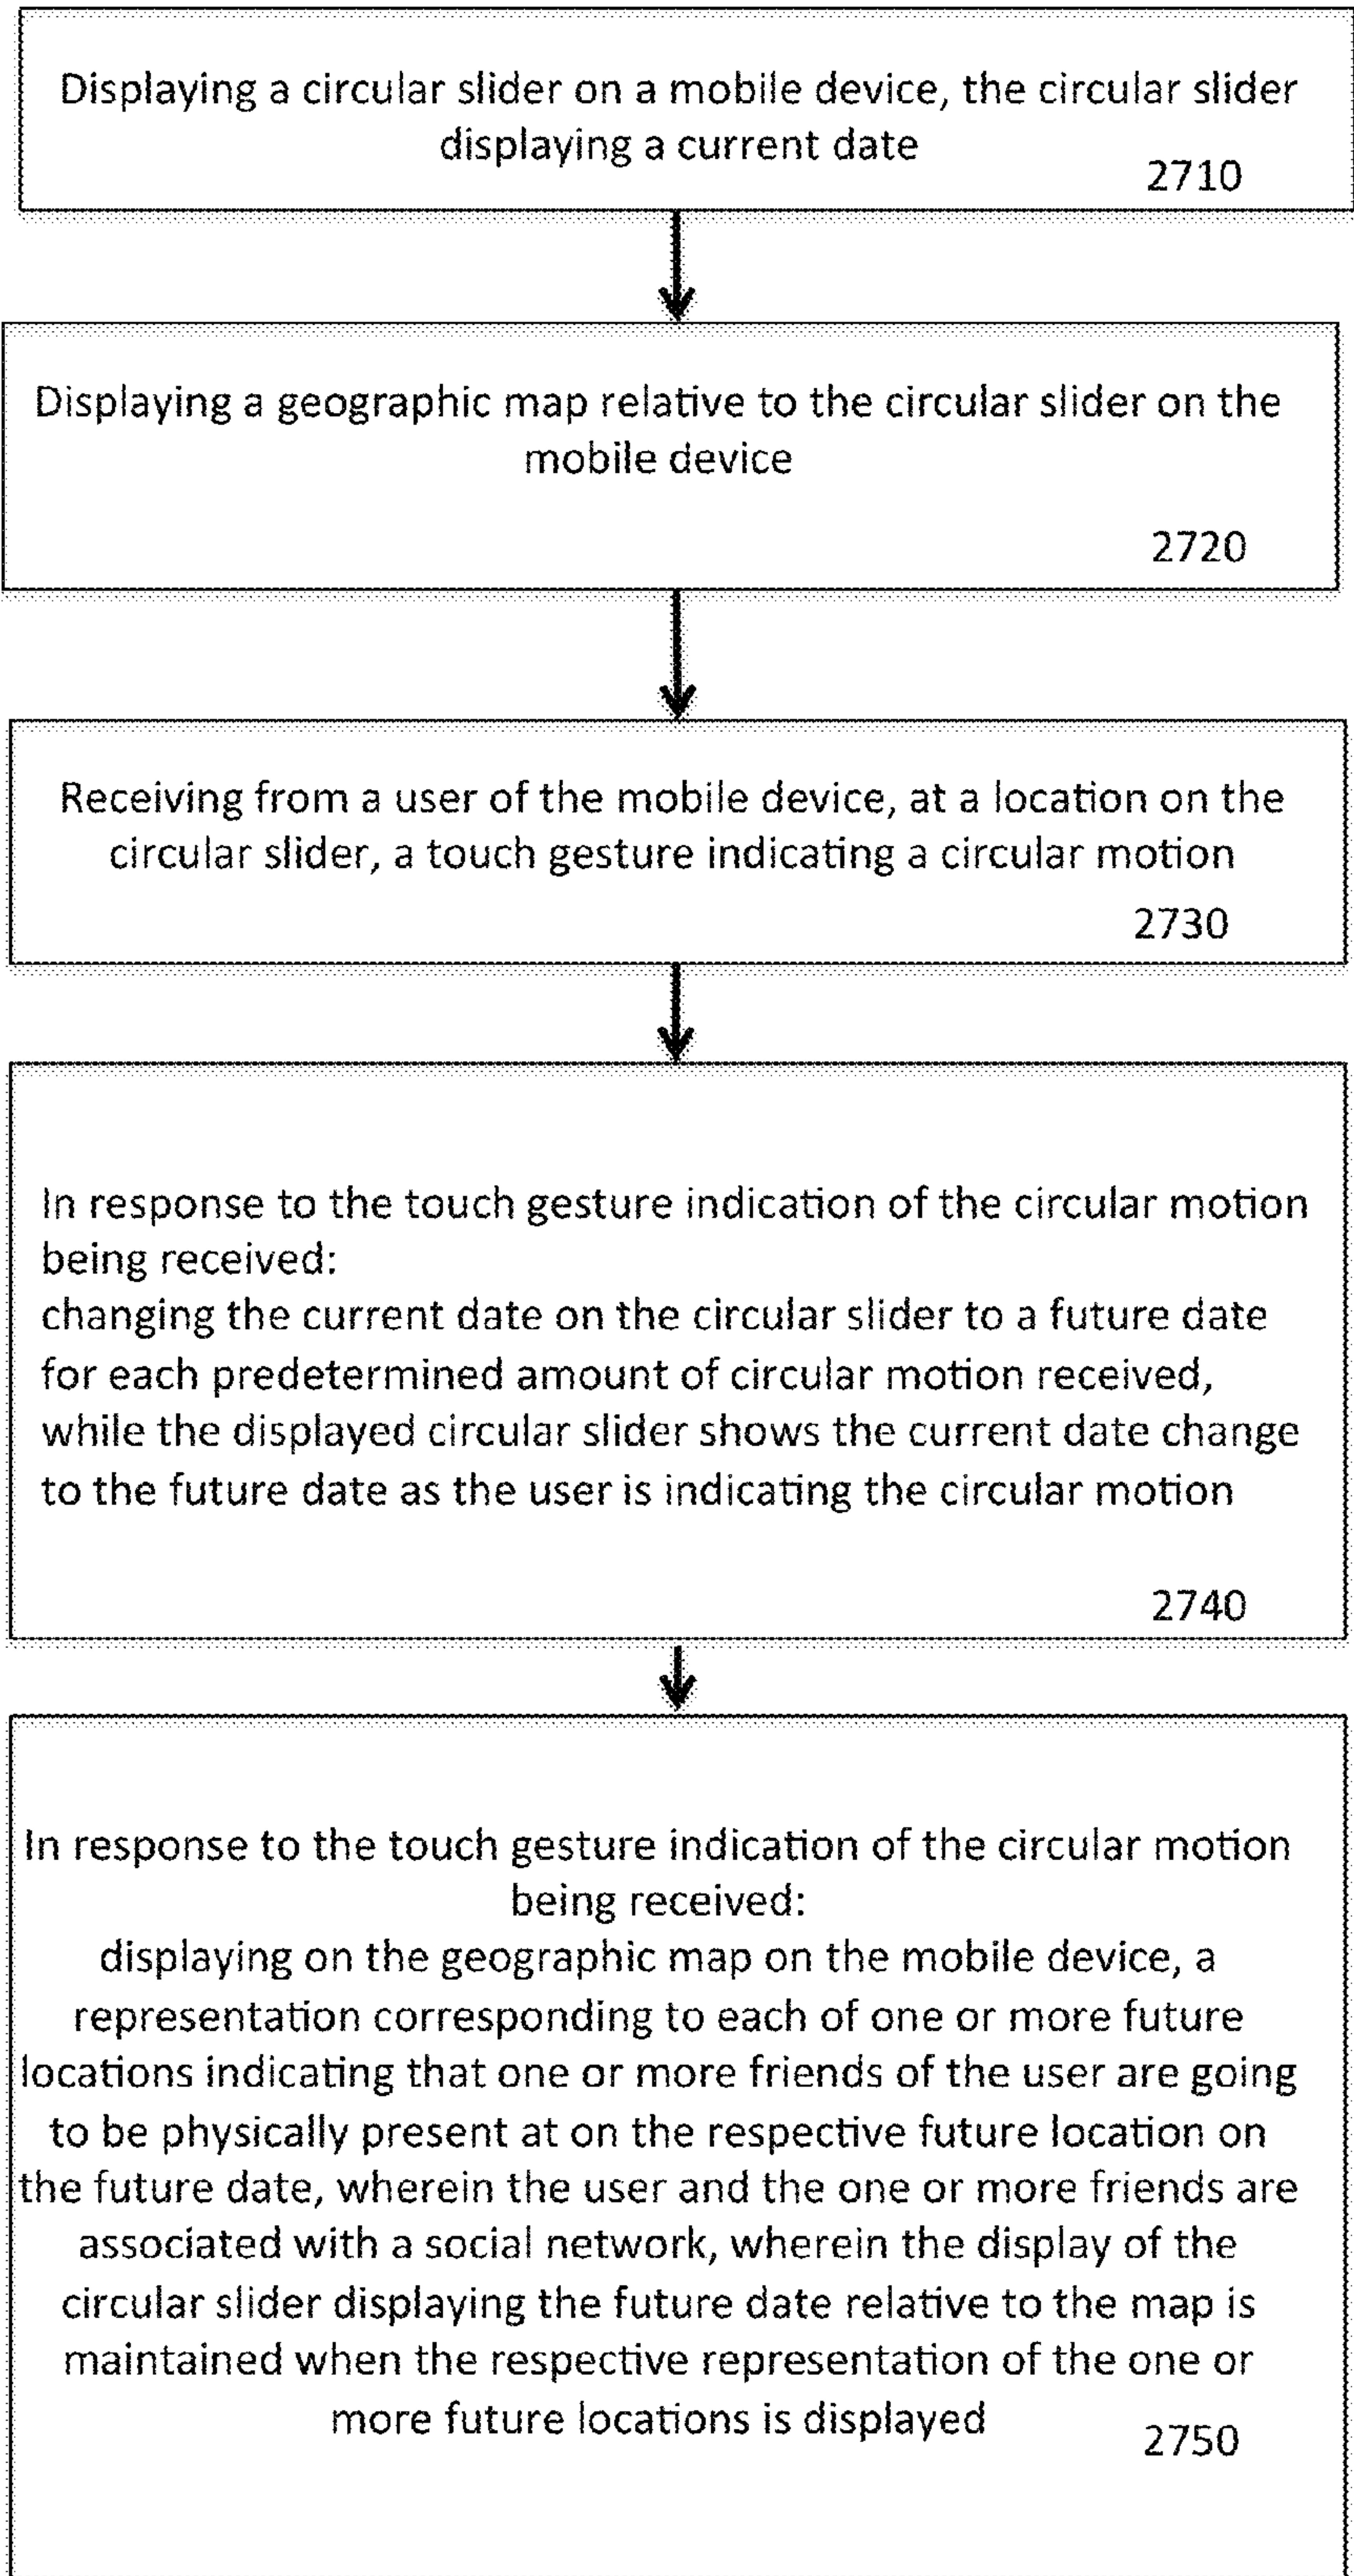 Displaying a circular slider on a mobile device, the circular slider
displaying a current date
2710
Displaying a geographic map relative to the circular slider on the
mobile device
2720
Receiving from a user of the mobile device, at a location on the
circular slider, a touch gesture indicating a circular motion
2730
In response to the touch gesture indication of the circular motion
being received:
changing the current date on the circular slider to a future date
for each predetermined amount of circular motion received,
while the displayed circular slider shows the current date change
to the future date as the user is indicating the circular motion
2740
In response to the touch gesture indication of the circular motion
being received:
displaying on the geographic map on the mobile device, a
representation corresponding to each of one or more future
locations indicating that one or more friends of the user are going
to be physically present at on the respective future location on
the future date, wherein the user and the one or more friends are
associated with a social network, wherein the display of the
circular slider displaying the future date relative to the map is
maintained when the respective representation of the one or
more future locations is displayed
2750